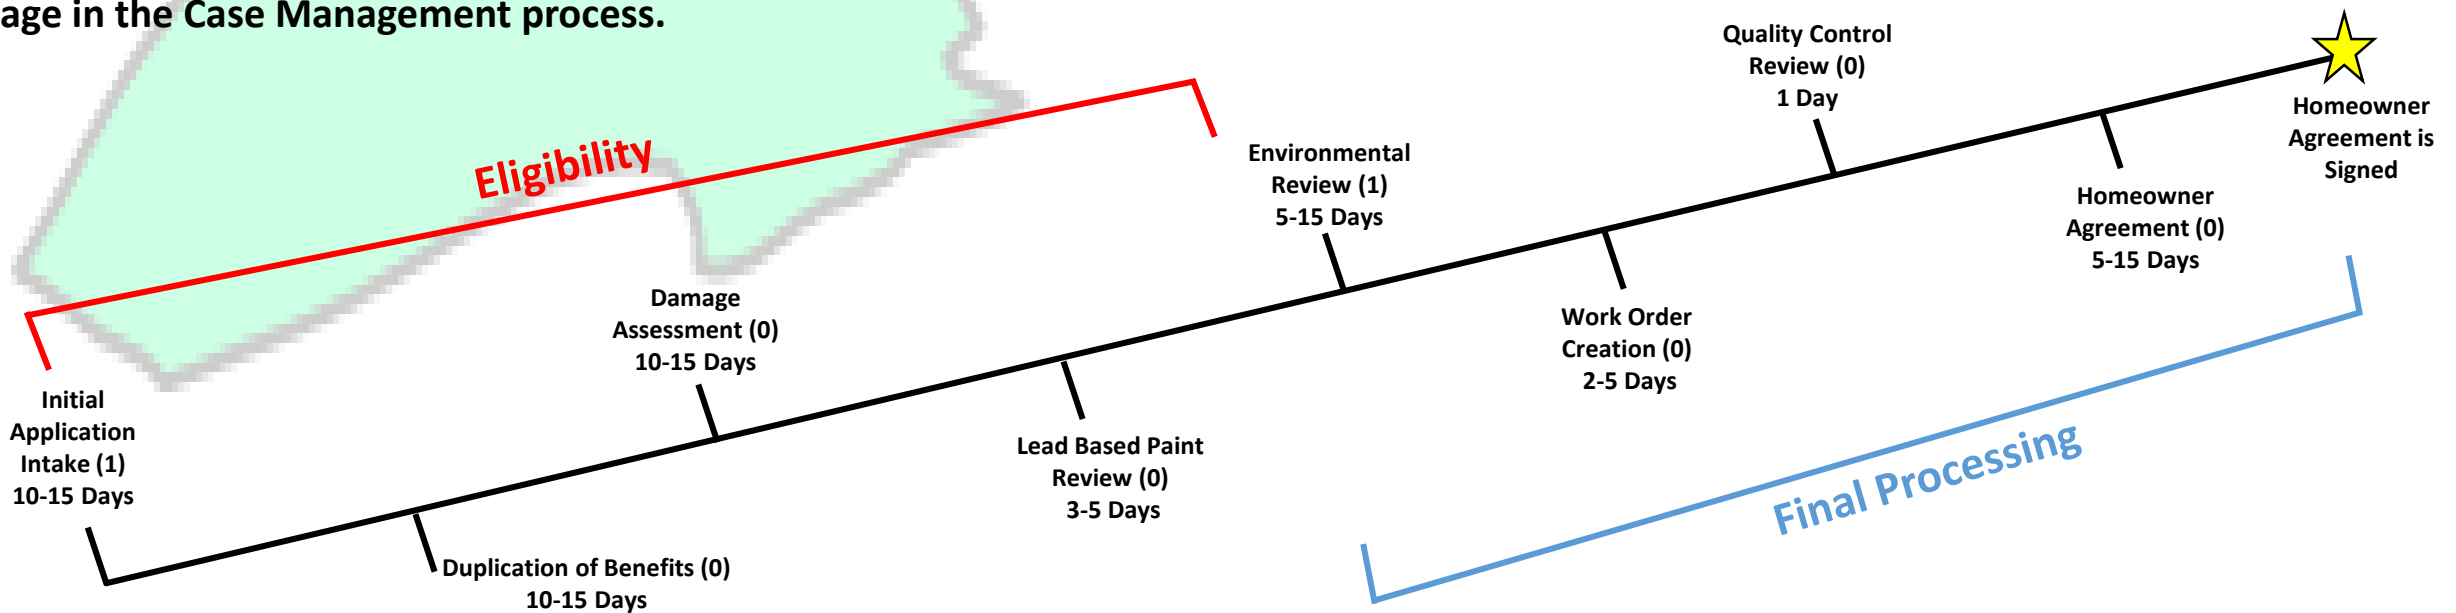 age in the Case Management process.
Eligibility
Initial
Application
Intake (1)
10-15 Days
Duplication of Benefits (0)
10-15 Days
Damage
Assessment (0)
10-15 Days
Lead Based Paint
Review (0)
3-5 Days
Environmental
Review (1)
5-15 Days
Work Order
Creation (0)
2-5 Days
Quality Control
Review (0)
1 Day
Homeowner
Agreement (0)
5-15 Days
Homeowner
Agreement is
Signed
Final Processing